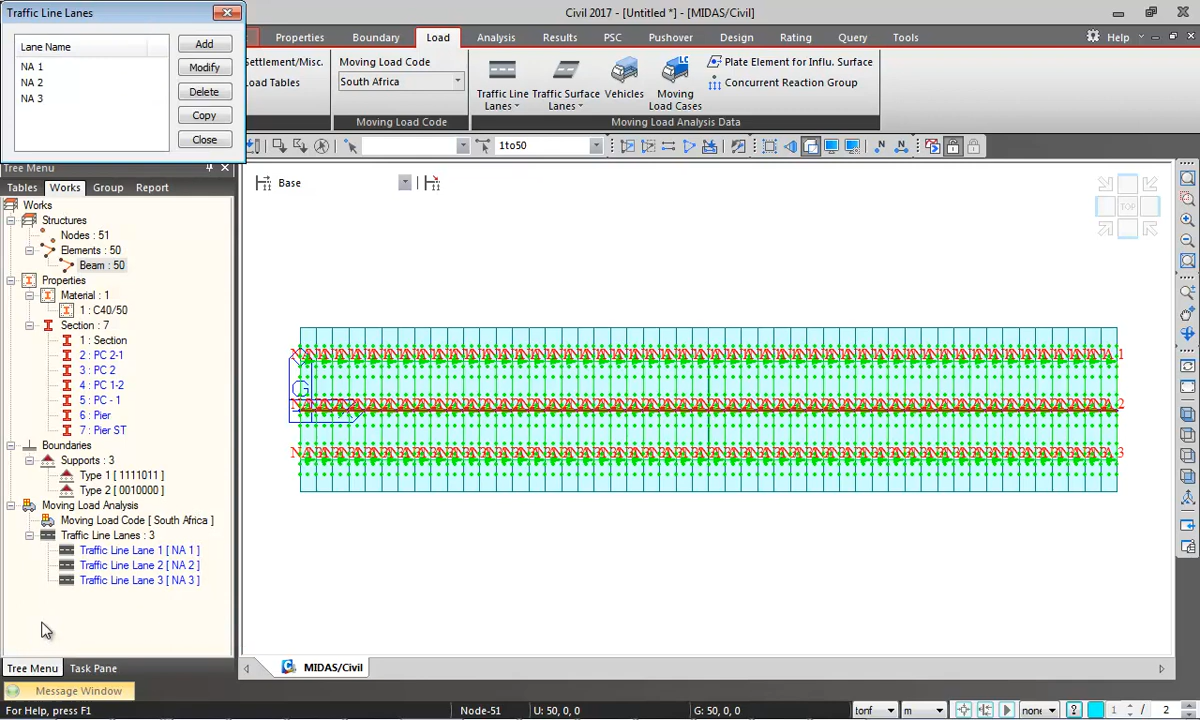 Traffic Line Lanes
Civil 2017 - [Untitled *] - [MIDAS/Civil]
Lane Name
NA 1
NA 2
NA 3
Add
Modify
Delete
Copy
Close
Properties
Boundary
Load
Analysis
Results
PSC
Pushover
Design
Rating
Query
Tools
Help
Settlement/Misc.
Load Tables
Moving Load Code
South Africa
Moving Load Code
Traffic Line Lanes
Traffic Surface Lanes
Vehicles
LC
Moving Load Cases
Plate Element for Influ. Surface
Concurrent Reaction Group
Moving Load Analysis Data
1to50
Tree Menu
Tables
Works
Group
Report
Base
TOP
Works
Structures
Nodes : 51
Elements : 50
Beam : 50
Properties
Material : 1
1 : C40/50
Section : 7
1 : Section
2 : PC 2-1
3 : PC 2
4 : PC 1-2
5 : PC - 1
6 : Pier
7 : Pier ST
Boundaries
Supports : 3
Type 1 [ 1111011 ]
Type 2 [ 0010000 ]
Moving Load Analysis
Moving Load Code [ South Africa ]
Traffic Line Lanes : 3
Traffic Line Lane 1 [ NA 1 ]
Traffic Line Lane 2 [ NA 2 ]
Traffic Line Lane 3 [ NA 3 ]
Tree Menu
Task Pane
MIDAS/Civil
Message Window
For Help, press F1
Node-51
U: 50, 0, 0
G: 50, 0, 0
tonf
m
none
?
1
/
2